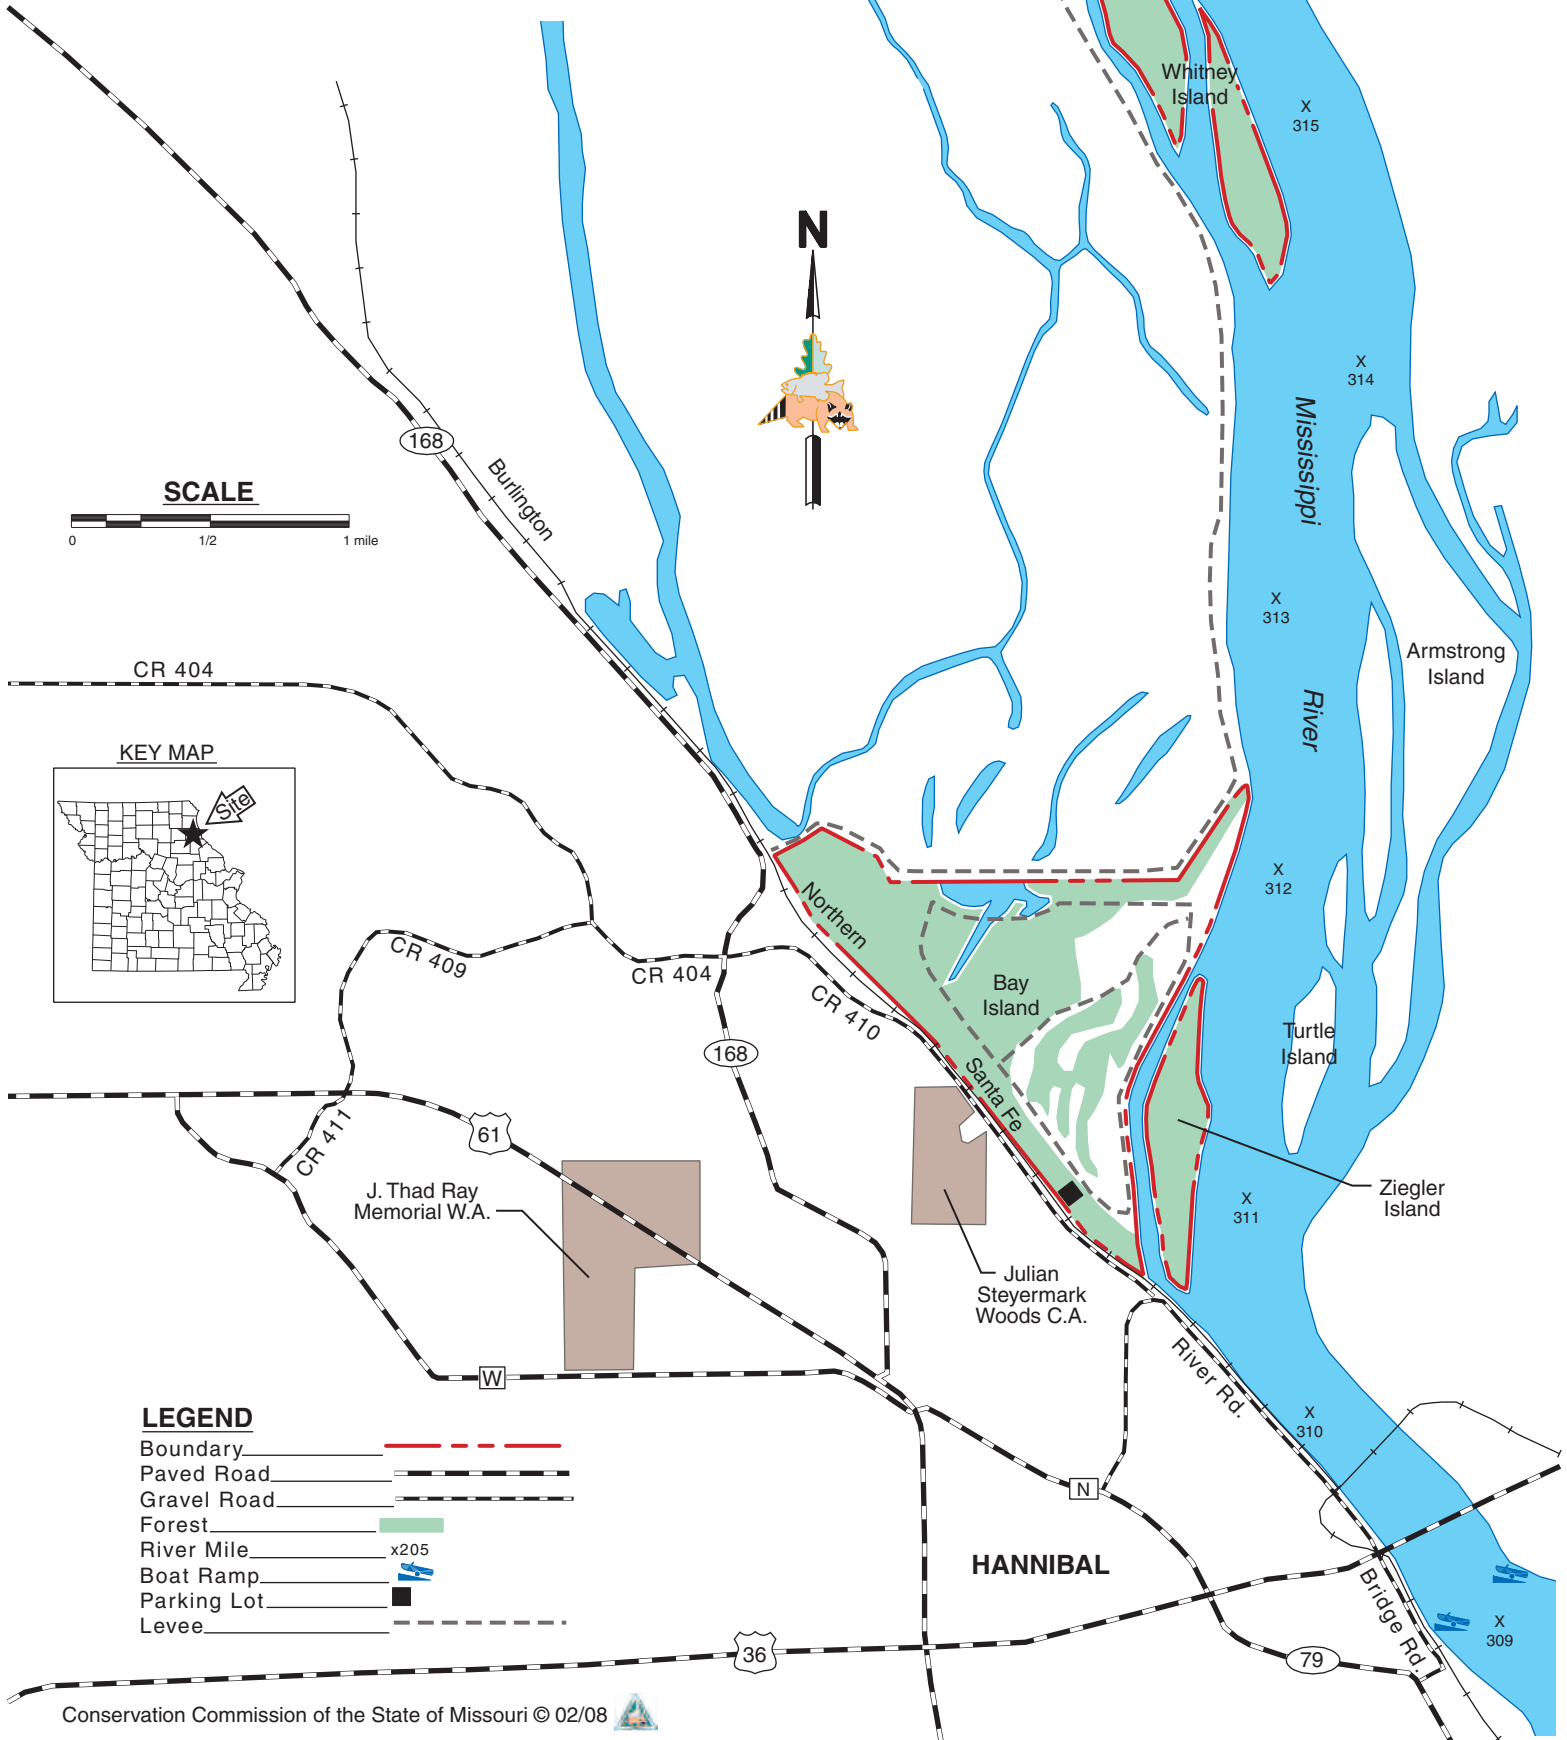 Whitney
Island
X
315
N
X
314
Mississippi
168
Burlington
SCALE
0
1/2
1 mile
X
313
Armstrong
Island
River
CR 404
KEY MAP
Site
X
312
Northern
CR 409
CR 404
CR 410
Bay
Island
Turtle
Island
168
Santa Fe
CR 411
61
J. Thad Ray
Memorial W.A.
Ziegler
Island
X
311
Julian
Steyermark
Woods C.A.
River Rd.
W
X
310
LEGEND
Boundary
Paved Road
Gravel Road
Forest
River Mile
x205
Boat Ramp
Parking Lot
Levee
N
HANNIBAL
Bridge Rd.
X
309
36
79
Conservation Commission of the State of Missouri © 02/08